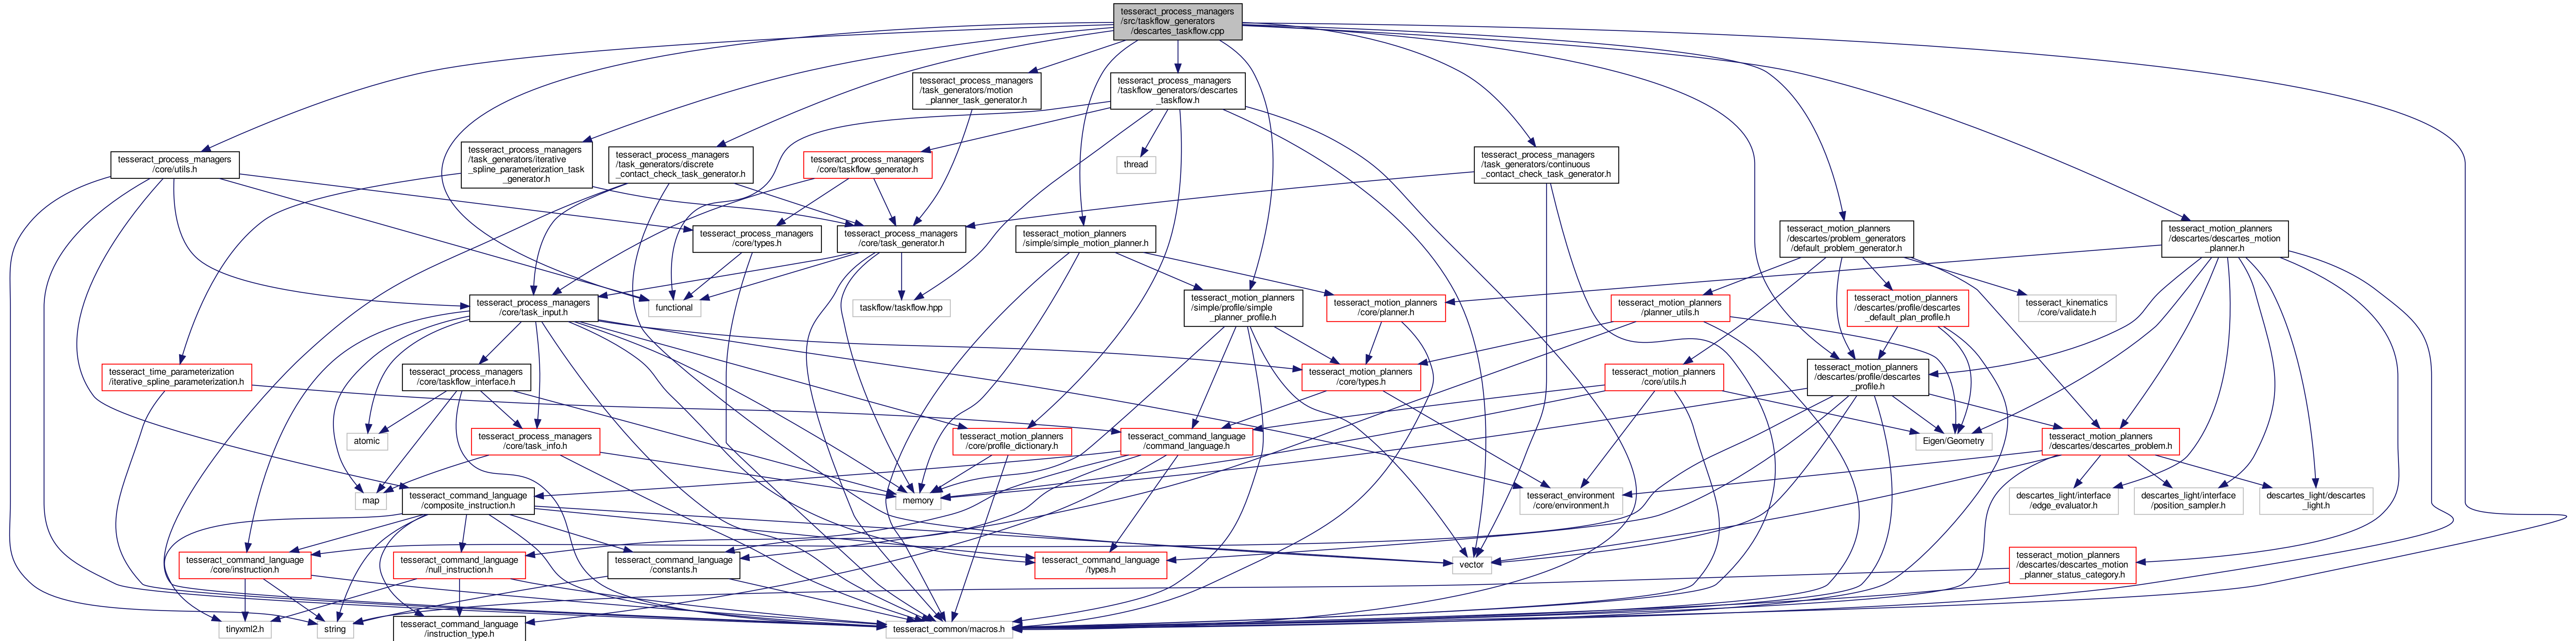 tesseract_process_managers
/src/taskflow_generators
/descartes_taskflow.cpp
tesseract_process_managers
/task_generators/motion
_planner_task_generator.h
tesseract_process_managers
/taskflow_generators/descartes
_taskflow.h
tesseract_process_managers
/core/utils.h
tesseract_process_managers
/task_generators/iterative
_spline_parameterization_task
_generator.h
tesseract_process_managers
/task_generators/discrete
_contact_check_task_generator.h
tesseract_process_managers
/core/taskflow_generator.h
thread
tesseract_process_managers
/task_generators/continuous
_contact_check_task_generator.h
tesseract_process_managers
/core/types.h
tesseract_process_managers
/core/task_generator.h
tesseract_motion_planners
/simple/simple_motion_planner.h
tesseract_motion_planners
/descartes/problem_generators
/default_problem_generator.h
tesseract_motion_planners
/descartes/descartes_motion
_planner.h
tesseract_process_managers
/core/task_input.h
functional
taskflow/taskflow.hpp
tesseract_motion_planners
/simple/profile/simple
_planner_profile.h
tesseract_motion_planners
/core/planner.h
tesseract_motion_planners
/planner_utils.h
tesseract_motion_planners
/descartes/profile/descartes
_default_plan_profile.h
tesseract_kinematics
/core/validate.h
tesseract_time_parameterization
/iterative_spline_parameterization.h
tesseract_process_managers
/core/taskflow_interface.h
tesseract_motion_planners
/core/types.h
tesseract_motion_planners
/core/utils.h
tesseract_motion_planners
/descartes/profile/descartes
_profile.h
atomic
tesseract_process_managers
/core/task_info.h
tesseract_motion_planners
/core/profile_dictionary.h
tesseract_command_language
/command_language.h
Eigen/Geometry
tesseract_motion_planners
/descartes/descartes_problem.h
map
tesseract_command_language
/composite_instruction.h
memory
tesseract_environment
/core/environment.h
descartes_light/interface
/edge_evaluator.h
descartes_light/interface
/position_sampler.h
descartes_light/descartes
_light.h
tesseract_command_language
/core/instruction.h
tesseract_command_language
/null_instruction.h
tesseract_command_language
/constants.h
tesseract_command_language
/types.h
vector
tesseract_motion_planners
/descartes/descartes_motion
_planner_status_category.h
tinyxml2.h
string
tesseract_command_language
/instruction_type.h
tesseract_common/macros.h